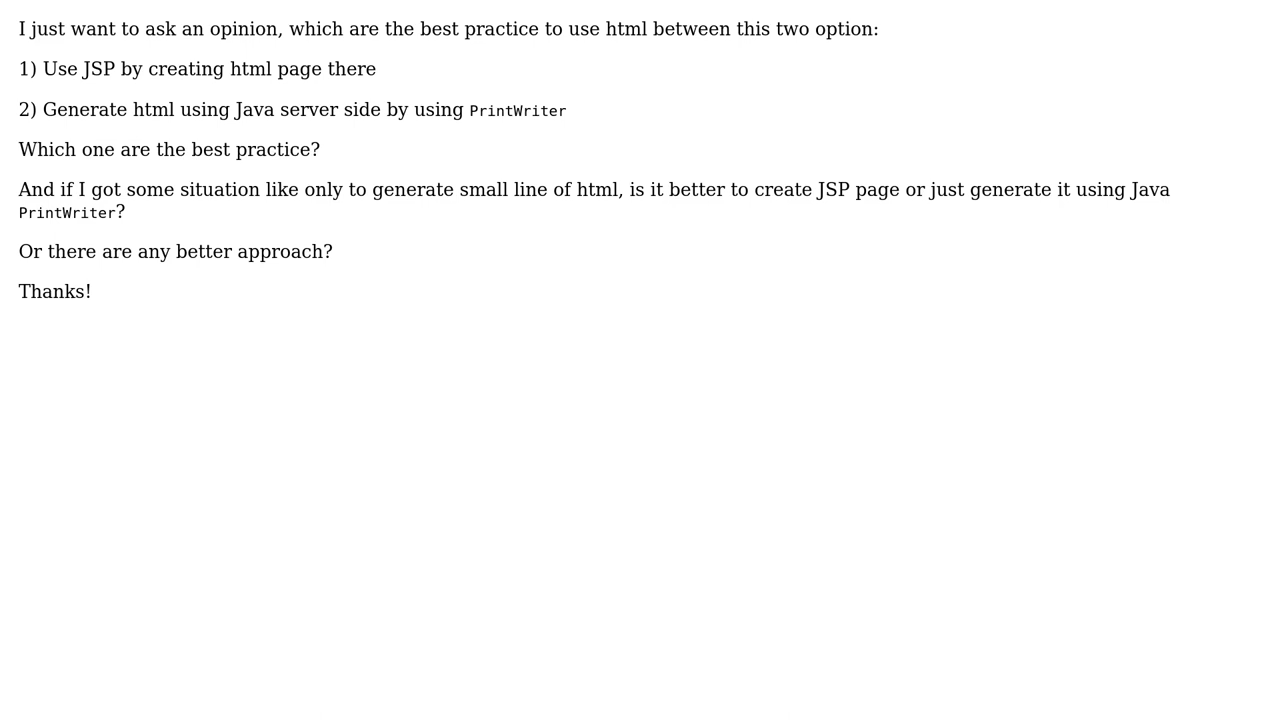 I just want to ask an opinion, which are the best practice to use html between this two option:
1) Use JSP by creating html page there
2) Generate html using Java server side by using PrintWriter
Which one are the best practice?
And if I got some situation like only to generate small line of html, is it better to create JSP page or just generate it using Java
PrintWriter?
Or there are any better approach?
Thanks!